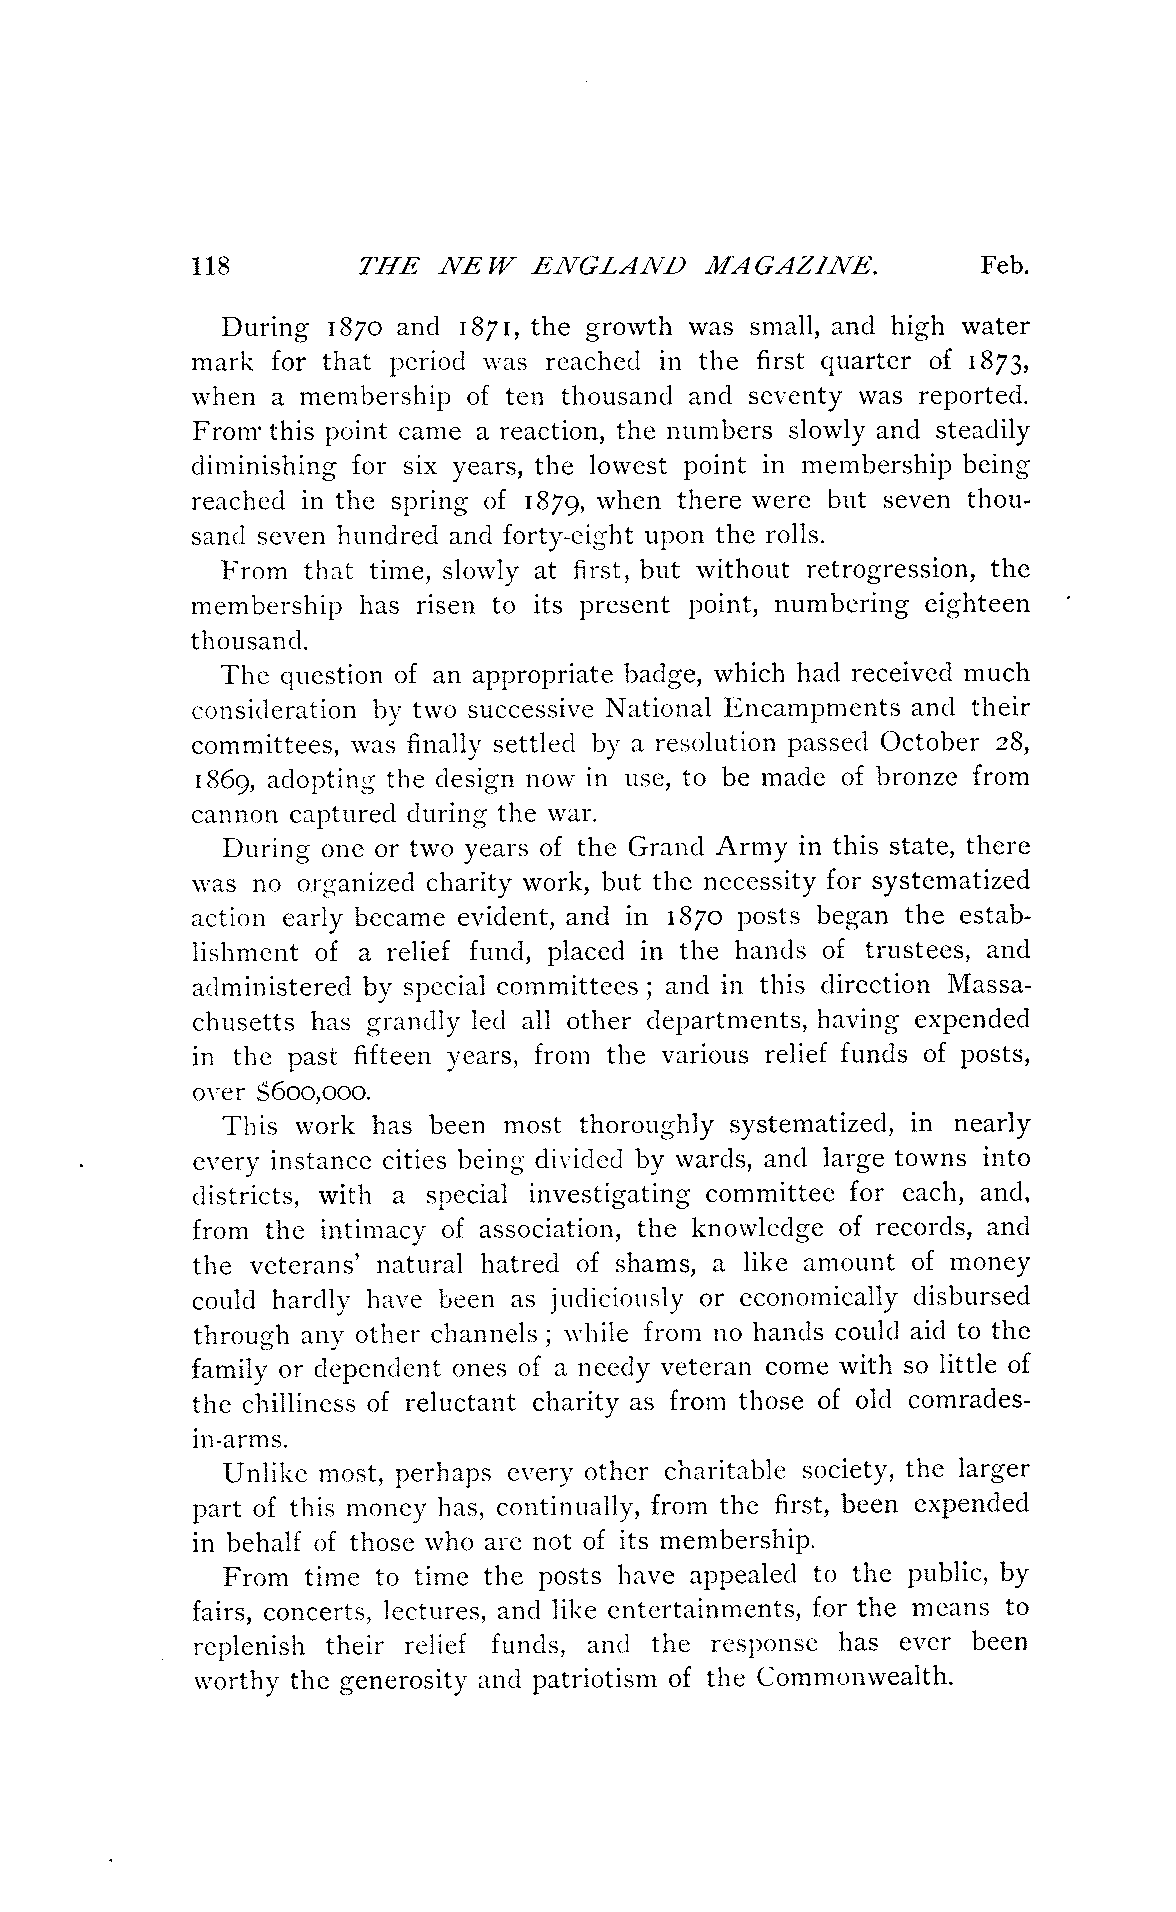 118 THE NEW ENGLAND MAGAZINE. Feb.
During 1870 and 1871, the growth was small, and high water
mark for that period was reached in the first quarter of 1873,
when a membership of ten thousand and seventy was reported.
From this point came a reaction, the numbers slowly and steadily
diminishing for six years, the lowest point in membership being
reached in the spring of 1879, when there were but seven thou-
sand seven hundred and forty-eight upon the rolls.
From that time, slowly at first, but without retrogression, the
membership has risen to its present point, numbering eighteen
thousand.
The question of an appropriate badge, which had received much
consideration by two successive National Encampments and their
committees, was finally settled by a resolution passed October 28,
1869, adopting the design now in use, to be made of bronze from
cannon captured during the war.
During one or two years of the Grand Army in this state, there
was no organized charity work, but the necessity for systematized
action early became evident, and in 1870 posts began the estab-
lishment of a relief fund, placed in the hands of trustees, and
administered by special committees; and in this direction Massa-
chusetts has grandly led all other departments, having expended
in the past fifteen years, from the various relief funds of posts,
over $600,000.
This work has been most thoroughly systematized, in nearly
every instance cities being divided by wards, and large towns into
districts, with a special investigating committee for each, and,
from the intimacy of association, the knowledge of records, and
the veterans' natural hatred of shams, a like amount of money
could hardly have been as judiciously or economically disbursed
through any other channels; while from no hands could aid to the
family or dependent ones of a needy veteran come with so little of
the chilliness of reluctant charity as from those of old comrades-
in-arms.
Unlike most, perhaps every other charitable society, the larger
part of this money has, continually, from the first, been expended
in behalf of those who are not of its membership.
From time to time the posts have appealed to the public, by
fairs, concerts, lectures, and like entertainments, for the means to
replenish their relief funds, and the response has ever been
worthy the generosity and patriotism of the Commonwealth.